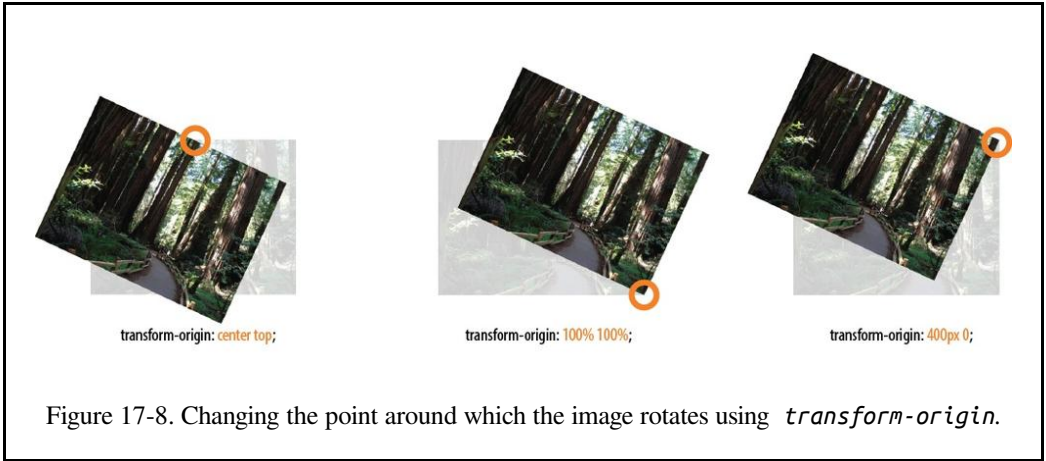 transform-origin: center top;
transform-origin: 100% 100%;
transform-origin: 400px 0;
Figure 17-8. Changing the point around which the image rotates using transform-origin.